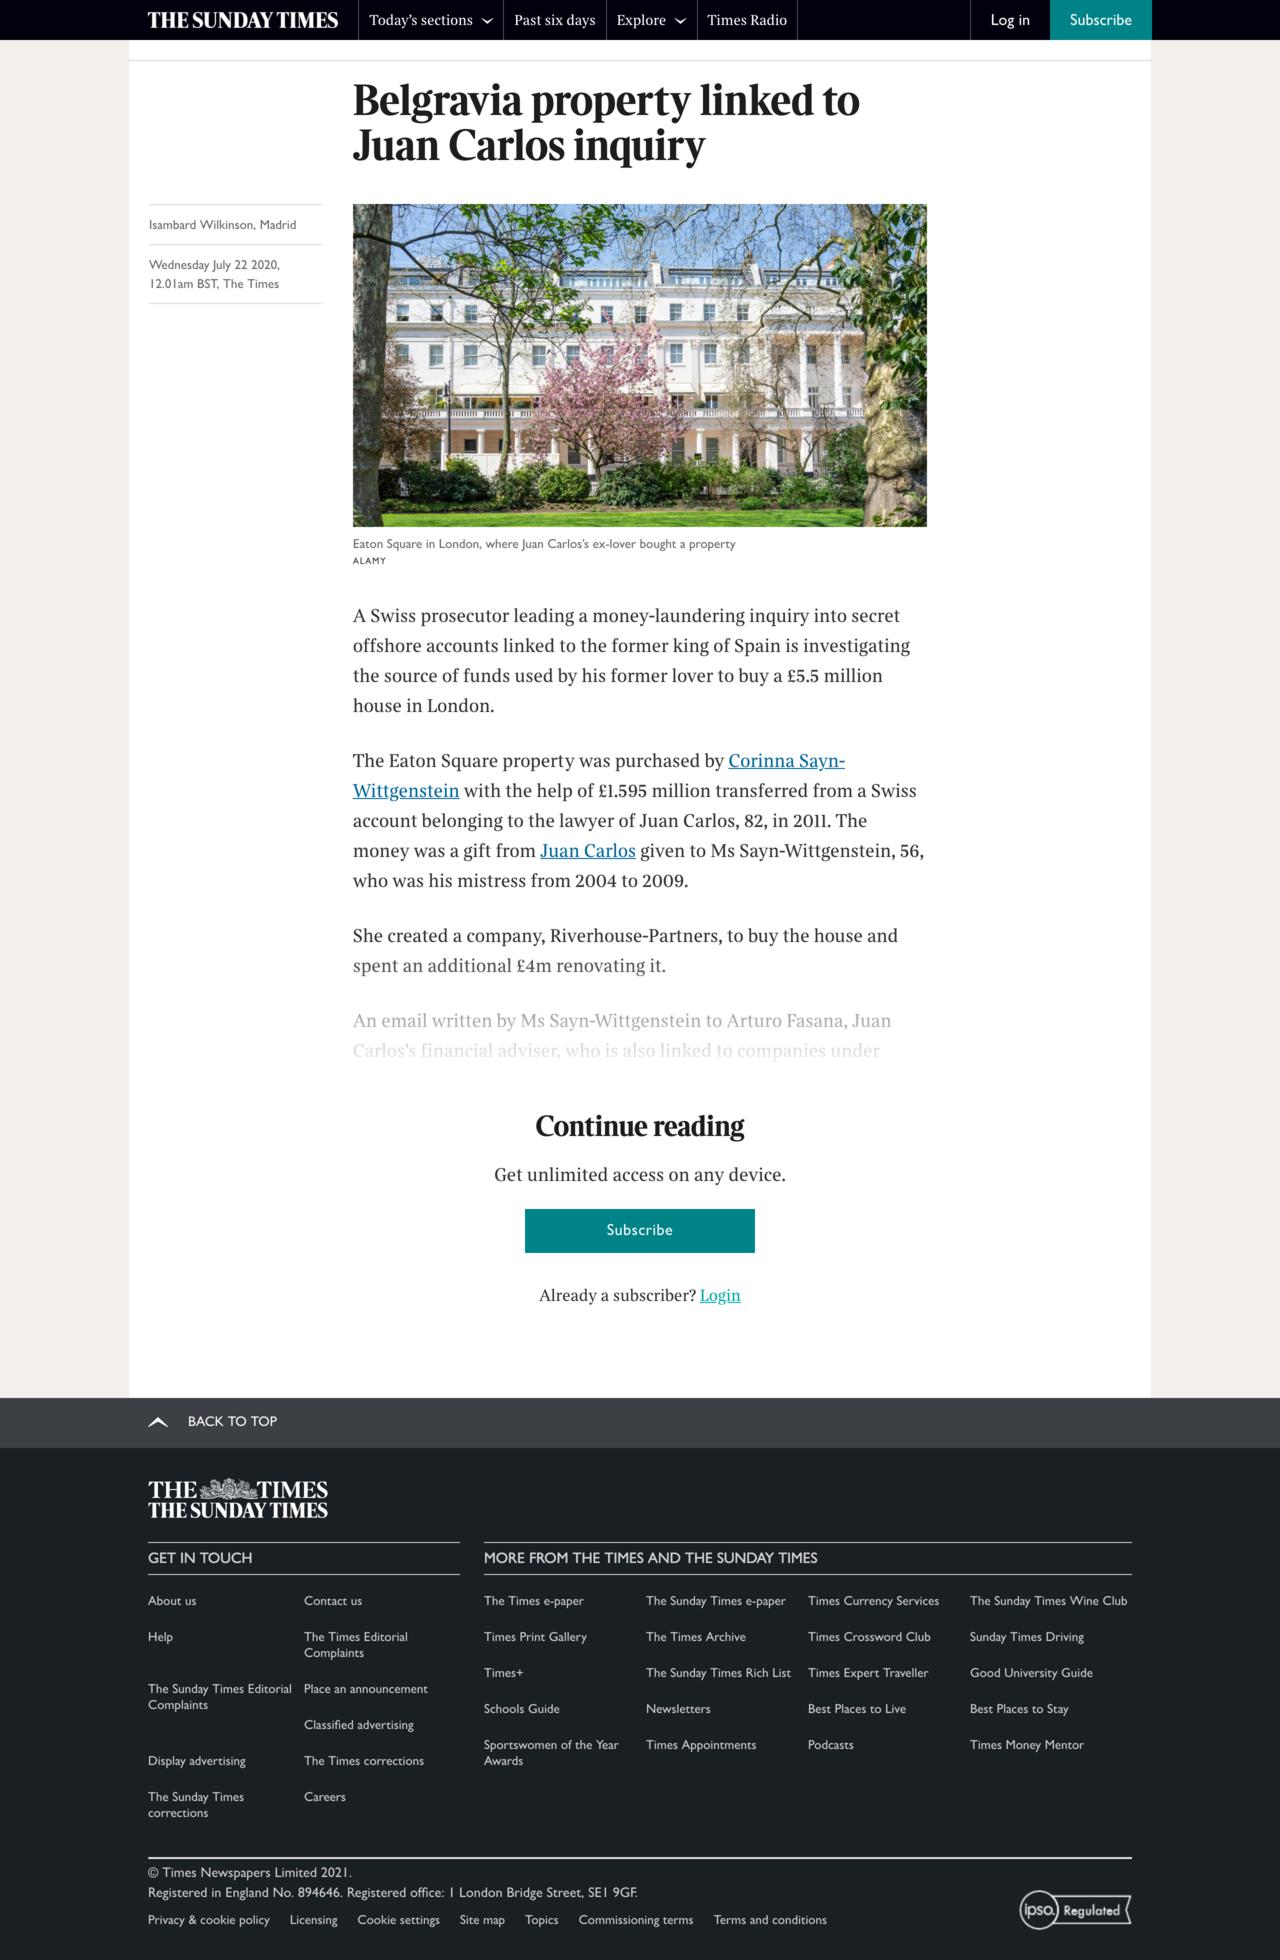 THE SUNDAY TIMES
Today's sections
Past six days
Explore
Times Radio
Log in
Subscribe
Belgravia property linked to
Juan Carlos inquiry
Isambard Wilkinson, Madrid
Wednesday July 22 2020,
12.01am BST, The Times
Eaton Square in London, where Juan Carlos's ex-lover bought a property
ALAMY
A Swiss prosecutor leading a money-laundering inquiry into secret
offshore accounts linked to the former king of Spain is investigating
the source of funds used by his former lover to buy a £5.5 million
house in London.
The Eaton Square property was purchased by Corinna Sayn-
Wittgenstein with the help of £1.595 million transferred from a Swiss
account belonging to the lawyer of Juan Carlos, 82, in 2011. The
money was a gift from Juan Carlos given to Ms Sayn-Wittgenstein, 56,
who was his mistress from 2004 to 2009.
She created a company, Riverhouse-Partners, to buy the house and
spent an additional £4m renovating it.
An email written by Ms Sayn-Wittgenstein to Arturo Fasana, Juan
Carlos's financial adviser, who is also linked to companies under
Continue reading
Get unlimited access on any device.
Subscribe
Already a subscriber? Login
BACK TO TOP
THE TIMES
THE SUNDAY TIMES
GET IN TOUCH
About us
Contact us
Help
The Times Editorial
Complaints
The Sunday Times Editorial
Complaints
Place an announcement
Classified advertising
Display advertising
The Times corrections
The Sunday Times
corrections
Careers
MORE FROM THE TIMES AND THE SUNDAY TIMES
The Times e-paper
The Sunday Times e-paper
Times Currency Services
The Sunday Times Wine Club
Times Print Gallery
The Times Archive
Times Crossword Club
Sunday Times Driving
Times+
The Sunday Times Rich List
Times Expert Traveller
Good University Guide
Schools Guide
Newsletters
Best Places to Live
Best Places to Stay
Sportswomen of the Year
Awards
Times Appointments
Podcasts
Times Money Mentor
© Times Newspapers Limited 2021.
Registered in England No. 894646. Registered office: 1 London Bridge Street, SE1 9GF.
Privacy & cookie policy
Licensing
Cookie settings
Site map
Topics
Commissioning terms
Terms and conditions
ipso. Regulated